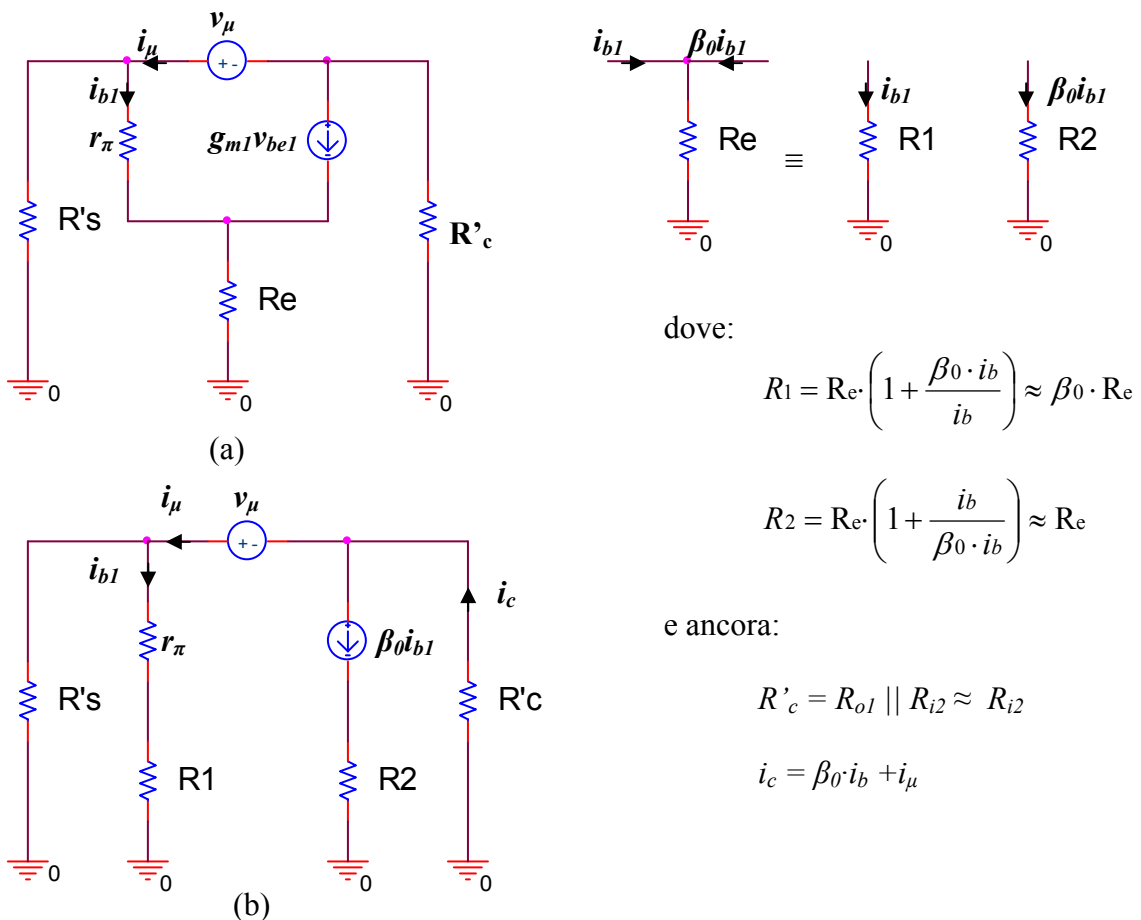 vμ
iμ
ib1
rπ
gm1vbe1
R's
R'c
Re
0
0
0
(a)
iμ
vμ
ib1
ic
rπ
β0ib1
R's
R'c
R1
R2
0
0
0
0
(b)
ib1
β0ib1
Re
≡
ib1
R1
β0ib1
R2
0
0
0
dove:
R1 = Re·(1 + β0 · ib / ib) ≈ β0 · Re
R2 = Re·(1 + ib / β0 · ib) ≈ Re
e ancora:
R'c = Ro1 || Ri2 ≈ Ri2
ic = β0·ib +iμ